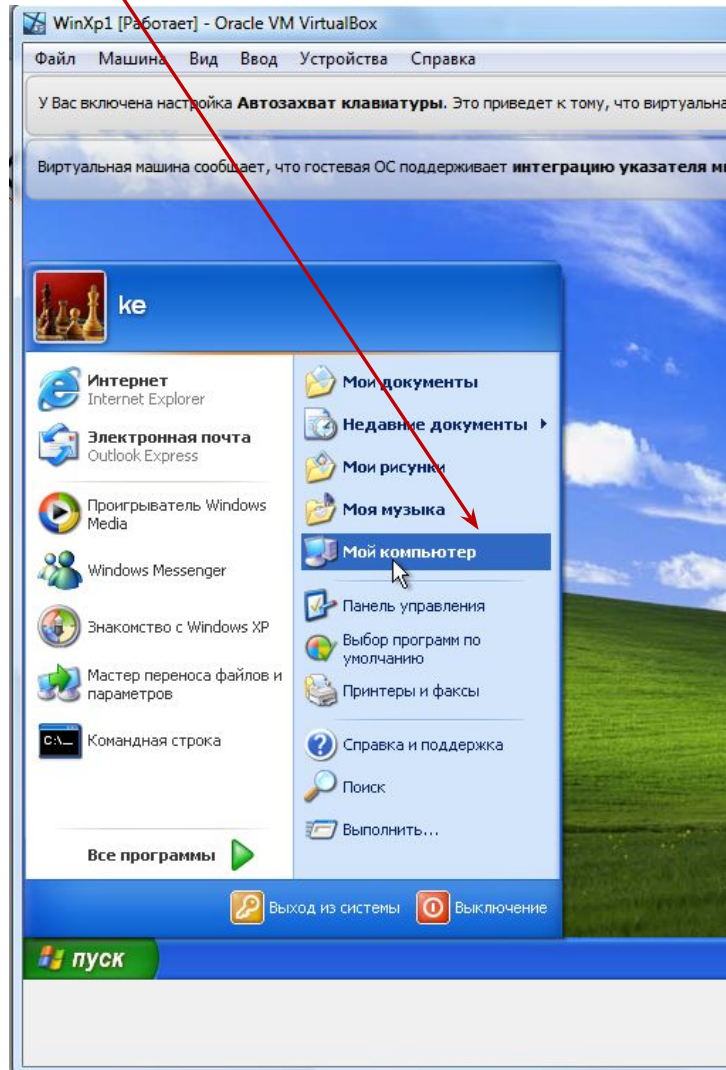 WinXp1 [Работает] - Oracle VM VirtualBox
Файл Машина Вид Ввод Устройства Справка
У Вас включена настройка Автозахват клавиатуры. Это приведет к тому, что виртуальна
Виртуальная машина сообщает, что гостевая ОС поддерживает интеграцию указателя
ke
Интернет
Internet Explorer
Электронная почта
Outlook Express
Проигрыватель Windows
Media
Windows Messenger
Знакомство с Windows XP
Мастер переноса файлов и
параметров
Командная строка
Все программы
Мои документы
Недавние документы
Мои рисунки
Моя музыка
Мой компьютер
Панель управления
Выбор программ по
умолчанию
Принтеры и факсы
Справка и поддержка
Поиск
Выполнить...
Выход из системы
Выключение
пуск